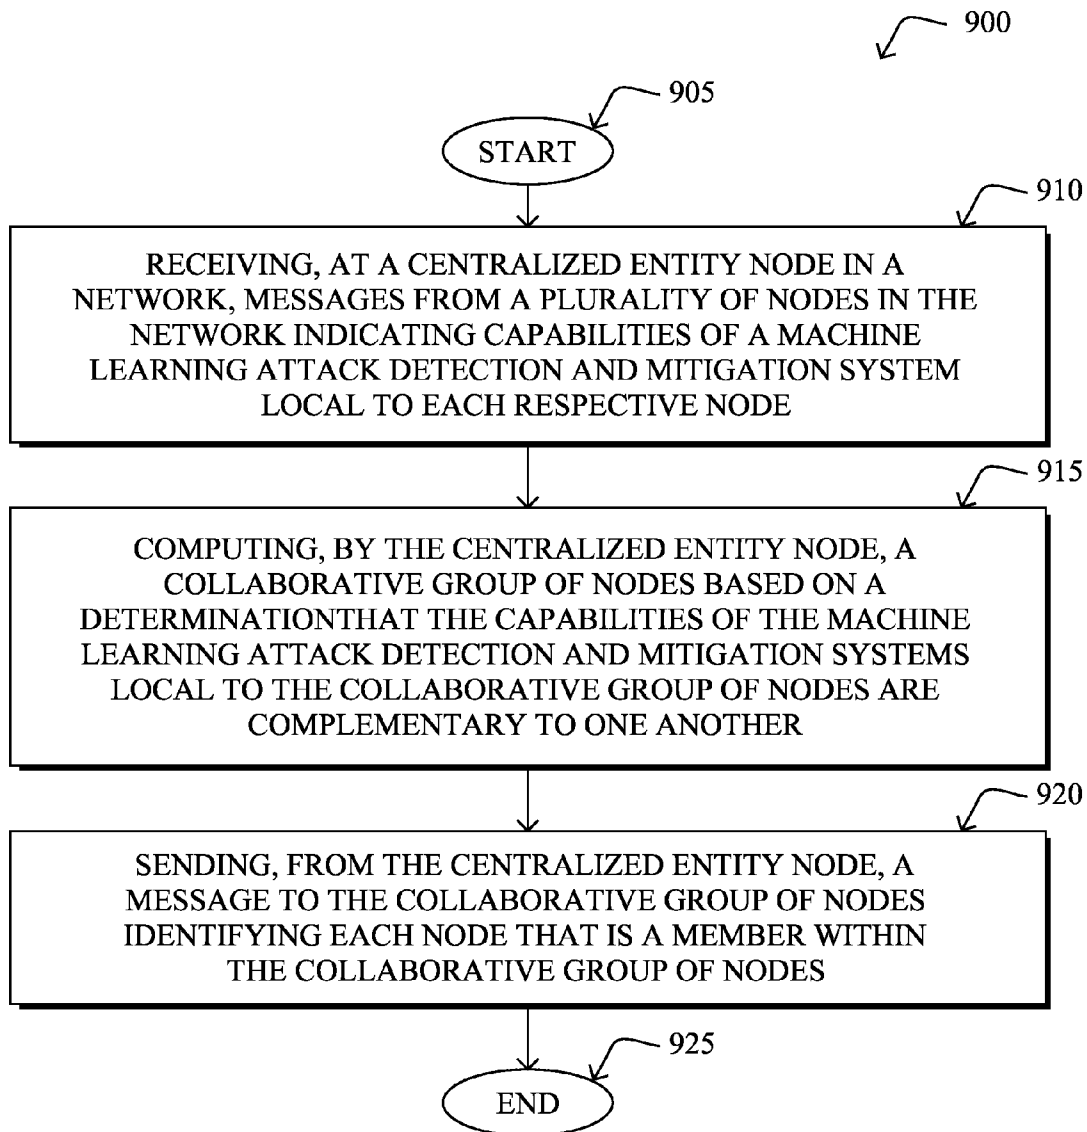 900
905
START
910
RECEIVING, AT A CENTRALIZED ENTITY NODE IN A
NETWORK, MESSAGES FROM A PLURALITY OF NODES IN THE
NETWORK INDICATING CAPABILITIES OF A MACHINE
LEARNING ATTACK DETECTION AND MITIGATION SYSTEM
LOCAL TO EACH RESPECTIVE NODE
915
COMPUTING, BY THE CENTRALIZED ENTITY NODE, A
COLLABORATIVE GROUP OF NODES BASED ON A
DETERMINATIONTHAT THE CAPABILITIES OF THE MACHINE
LEARNING ATTACK DETECTION AND MITIGATION SYSTEMS
LOCAL TO THE COLLABORATIVE GROUP OF NODES ARE
COMPLEMENTARY TO ONE ANOTHER
920
SENDING, FROM THE CENTRALIZED ENTITY NODE, A
MESSAGE TO THE COLLABORATIVE GROUP OF NODES
IDENTIFYING EACH NODE THAT IS A MEMBER WITHIN
THE COLLABORATIVE GROUP OF NODES
925
END